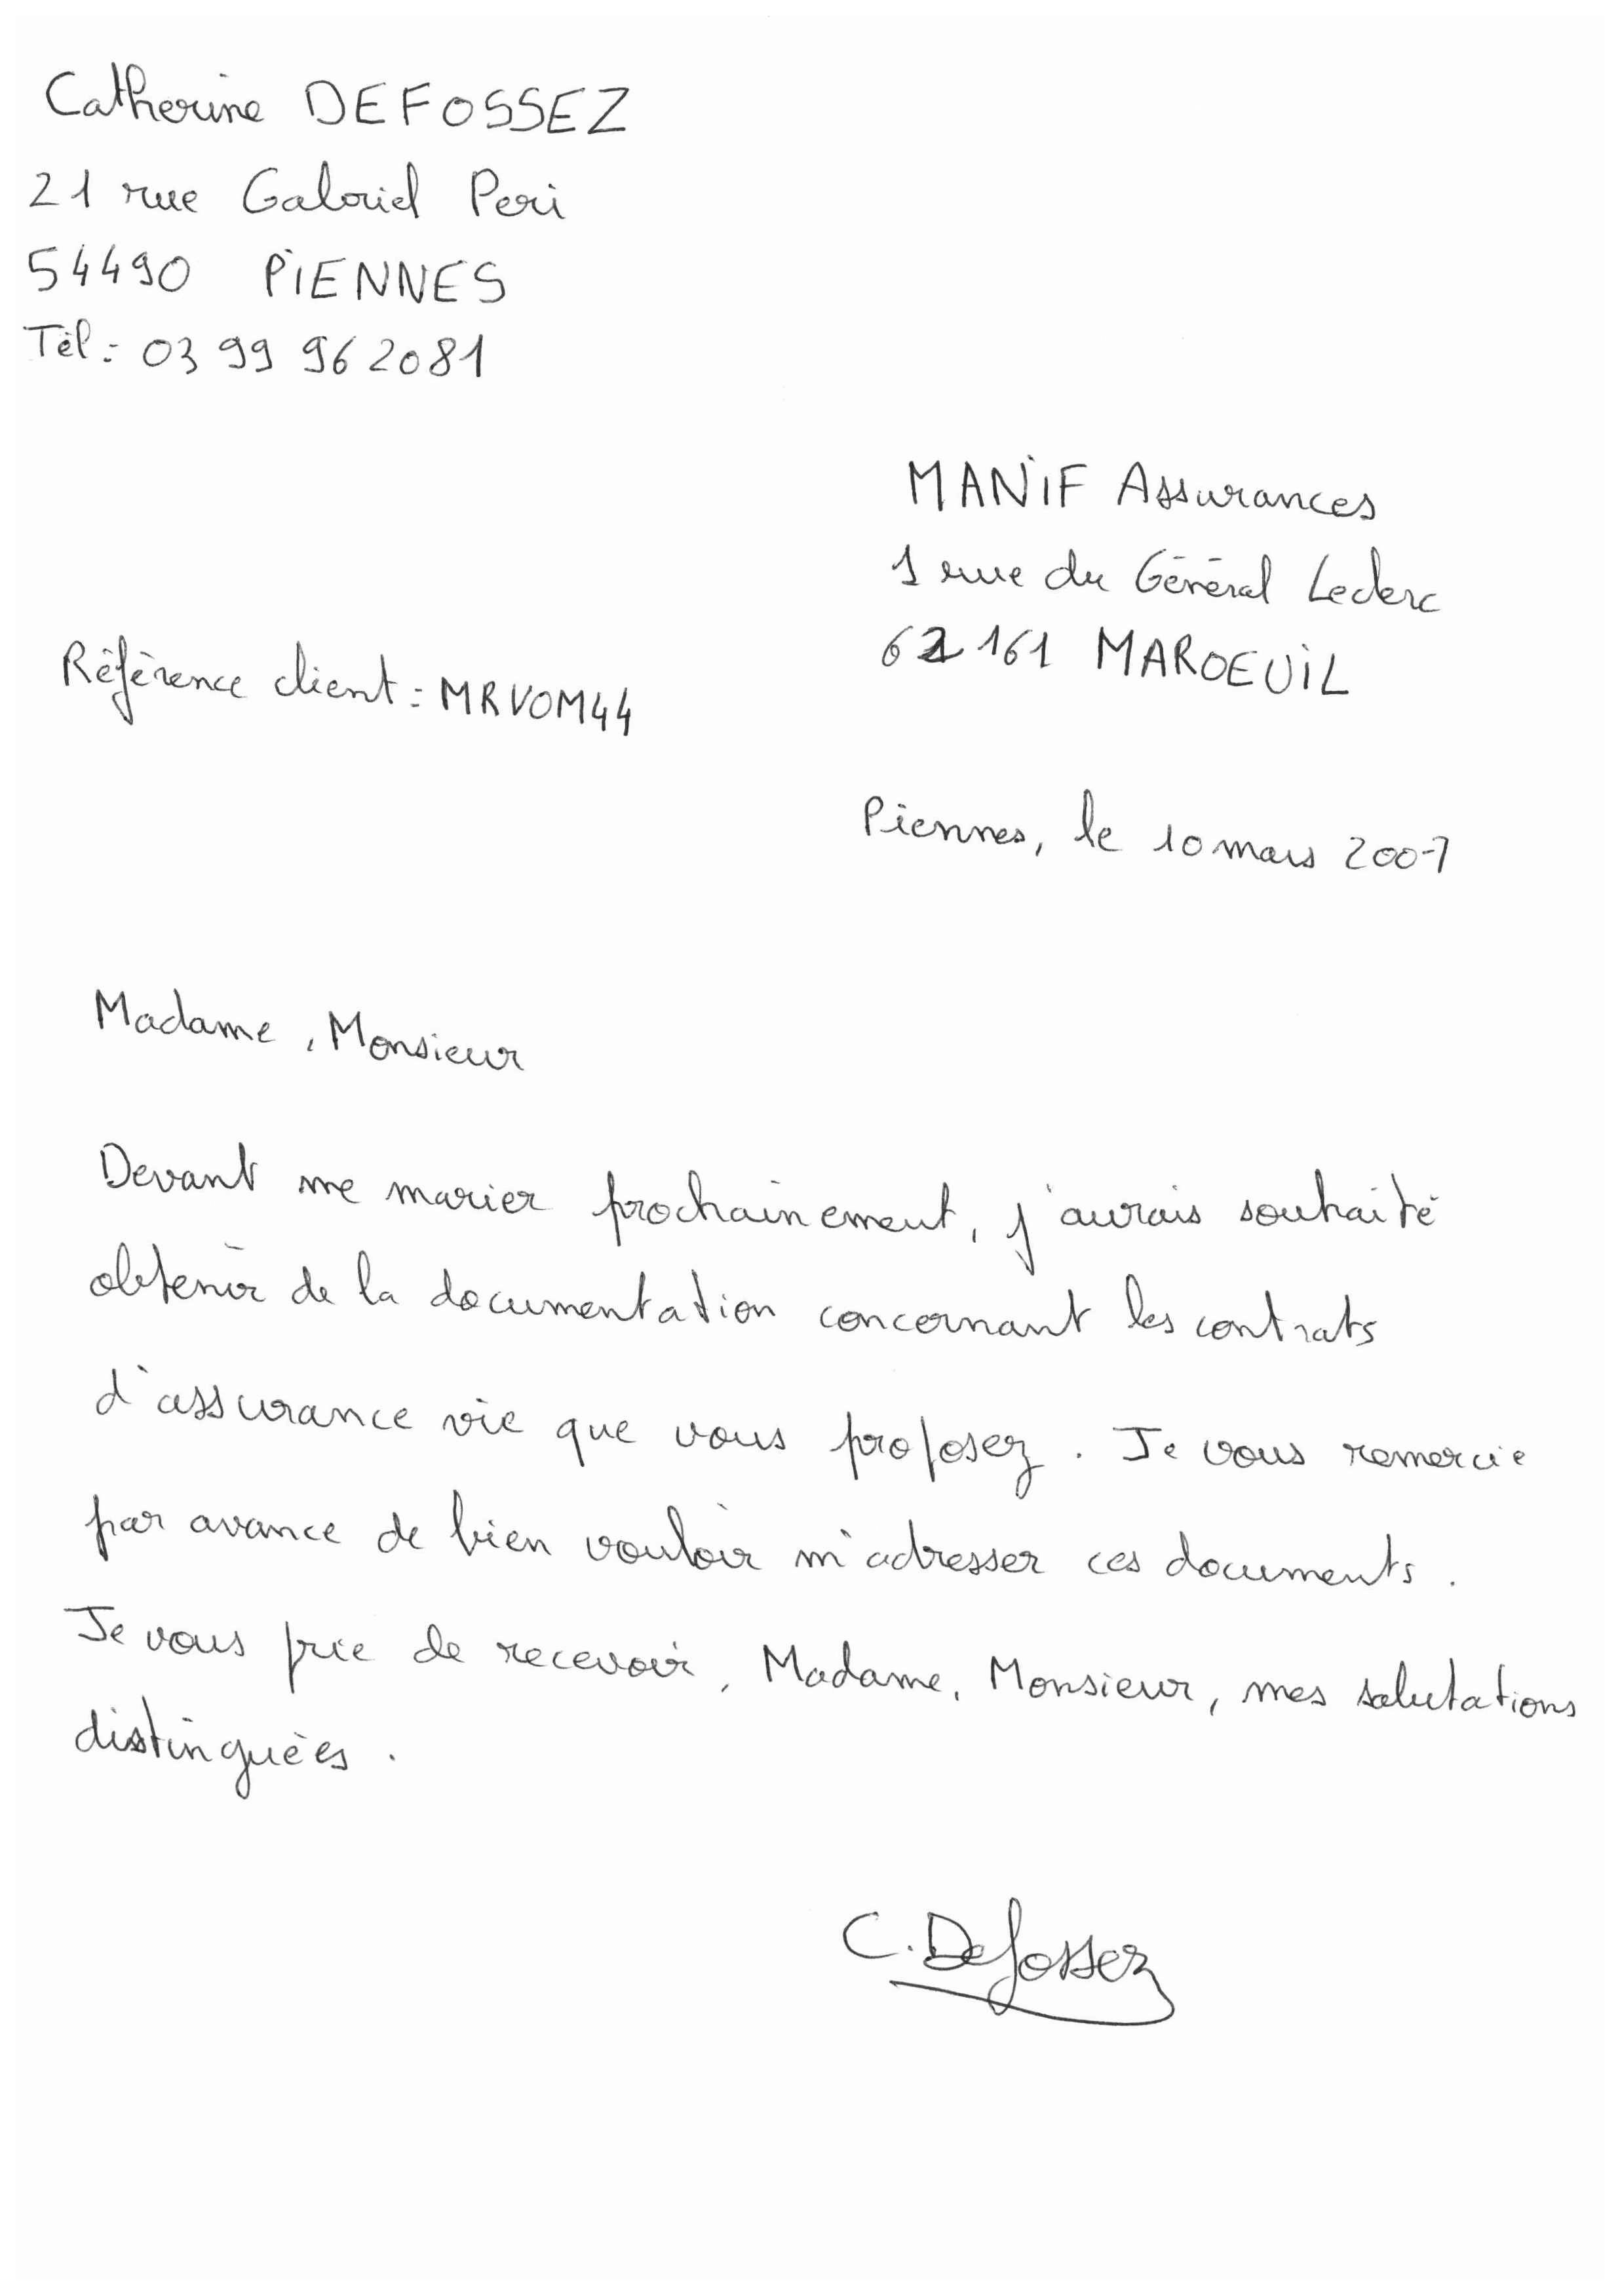 Catherine DEFOSSEZ
21 rue Gabriel Peri
54490 PIENNES
Tél : 03 99 96 20 81
MANIF Assurances
1 rue du Général Leclerc
62161 MAROEUIL
Référence client : MRVOM44
Piennes, le 10 mars 2007
Madame, Monsieur
Devant me marier prochainement, j'aurais souhaité
obtenir de la documentation concernant les contrats
d'assurance vie que vous proposez. Je vous remercie
par avance de bien vouloir m'adresser ces documents.
Je vous prie de recevoir, Madame, Monsieur, mes salutations
distinguées.
C. Defossez